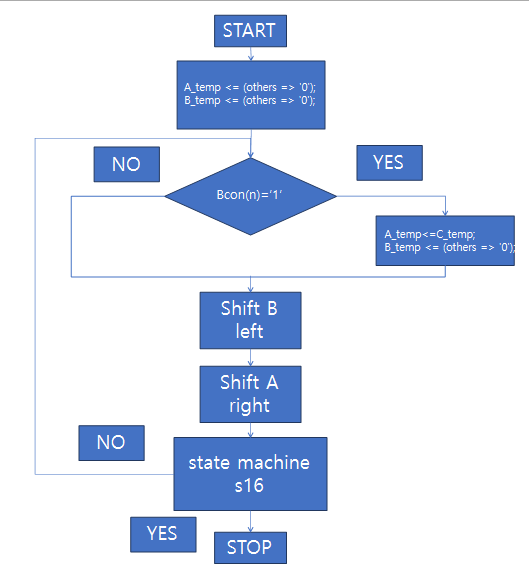 START
A_temp <= (others => '0');
B_temp <= (others => '0');
NO
YES
Bcon(n)='1'
A_temp<=C_temp;
B_temp <= (others => '0');
Shift B
left
Shift A
right
NO
state machine
s16
YES
STOP